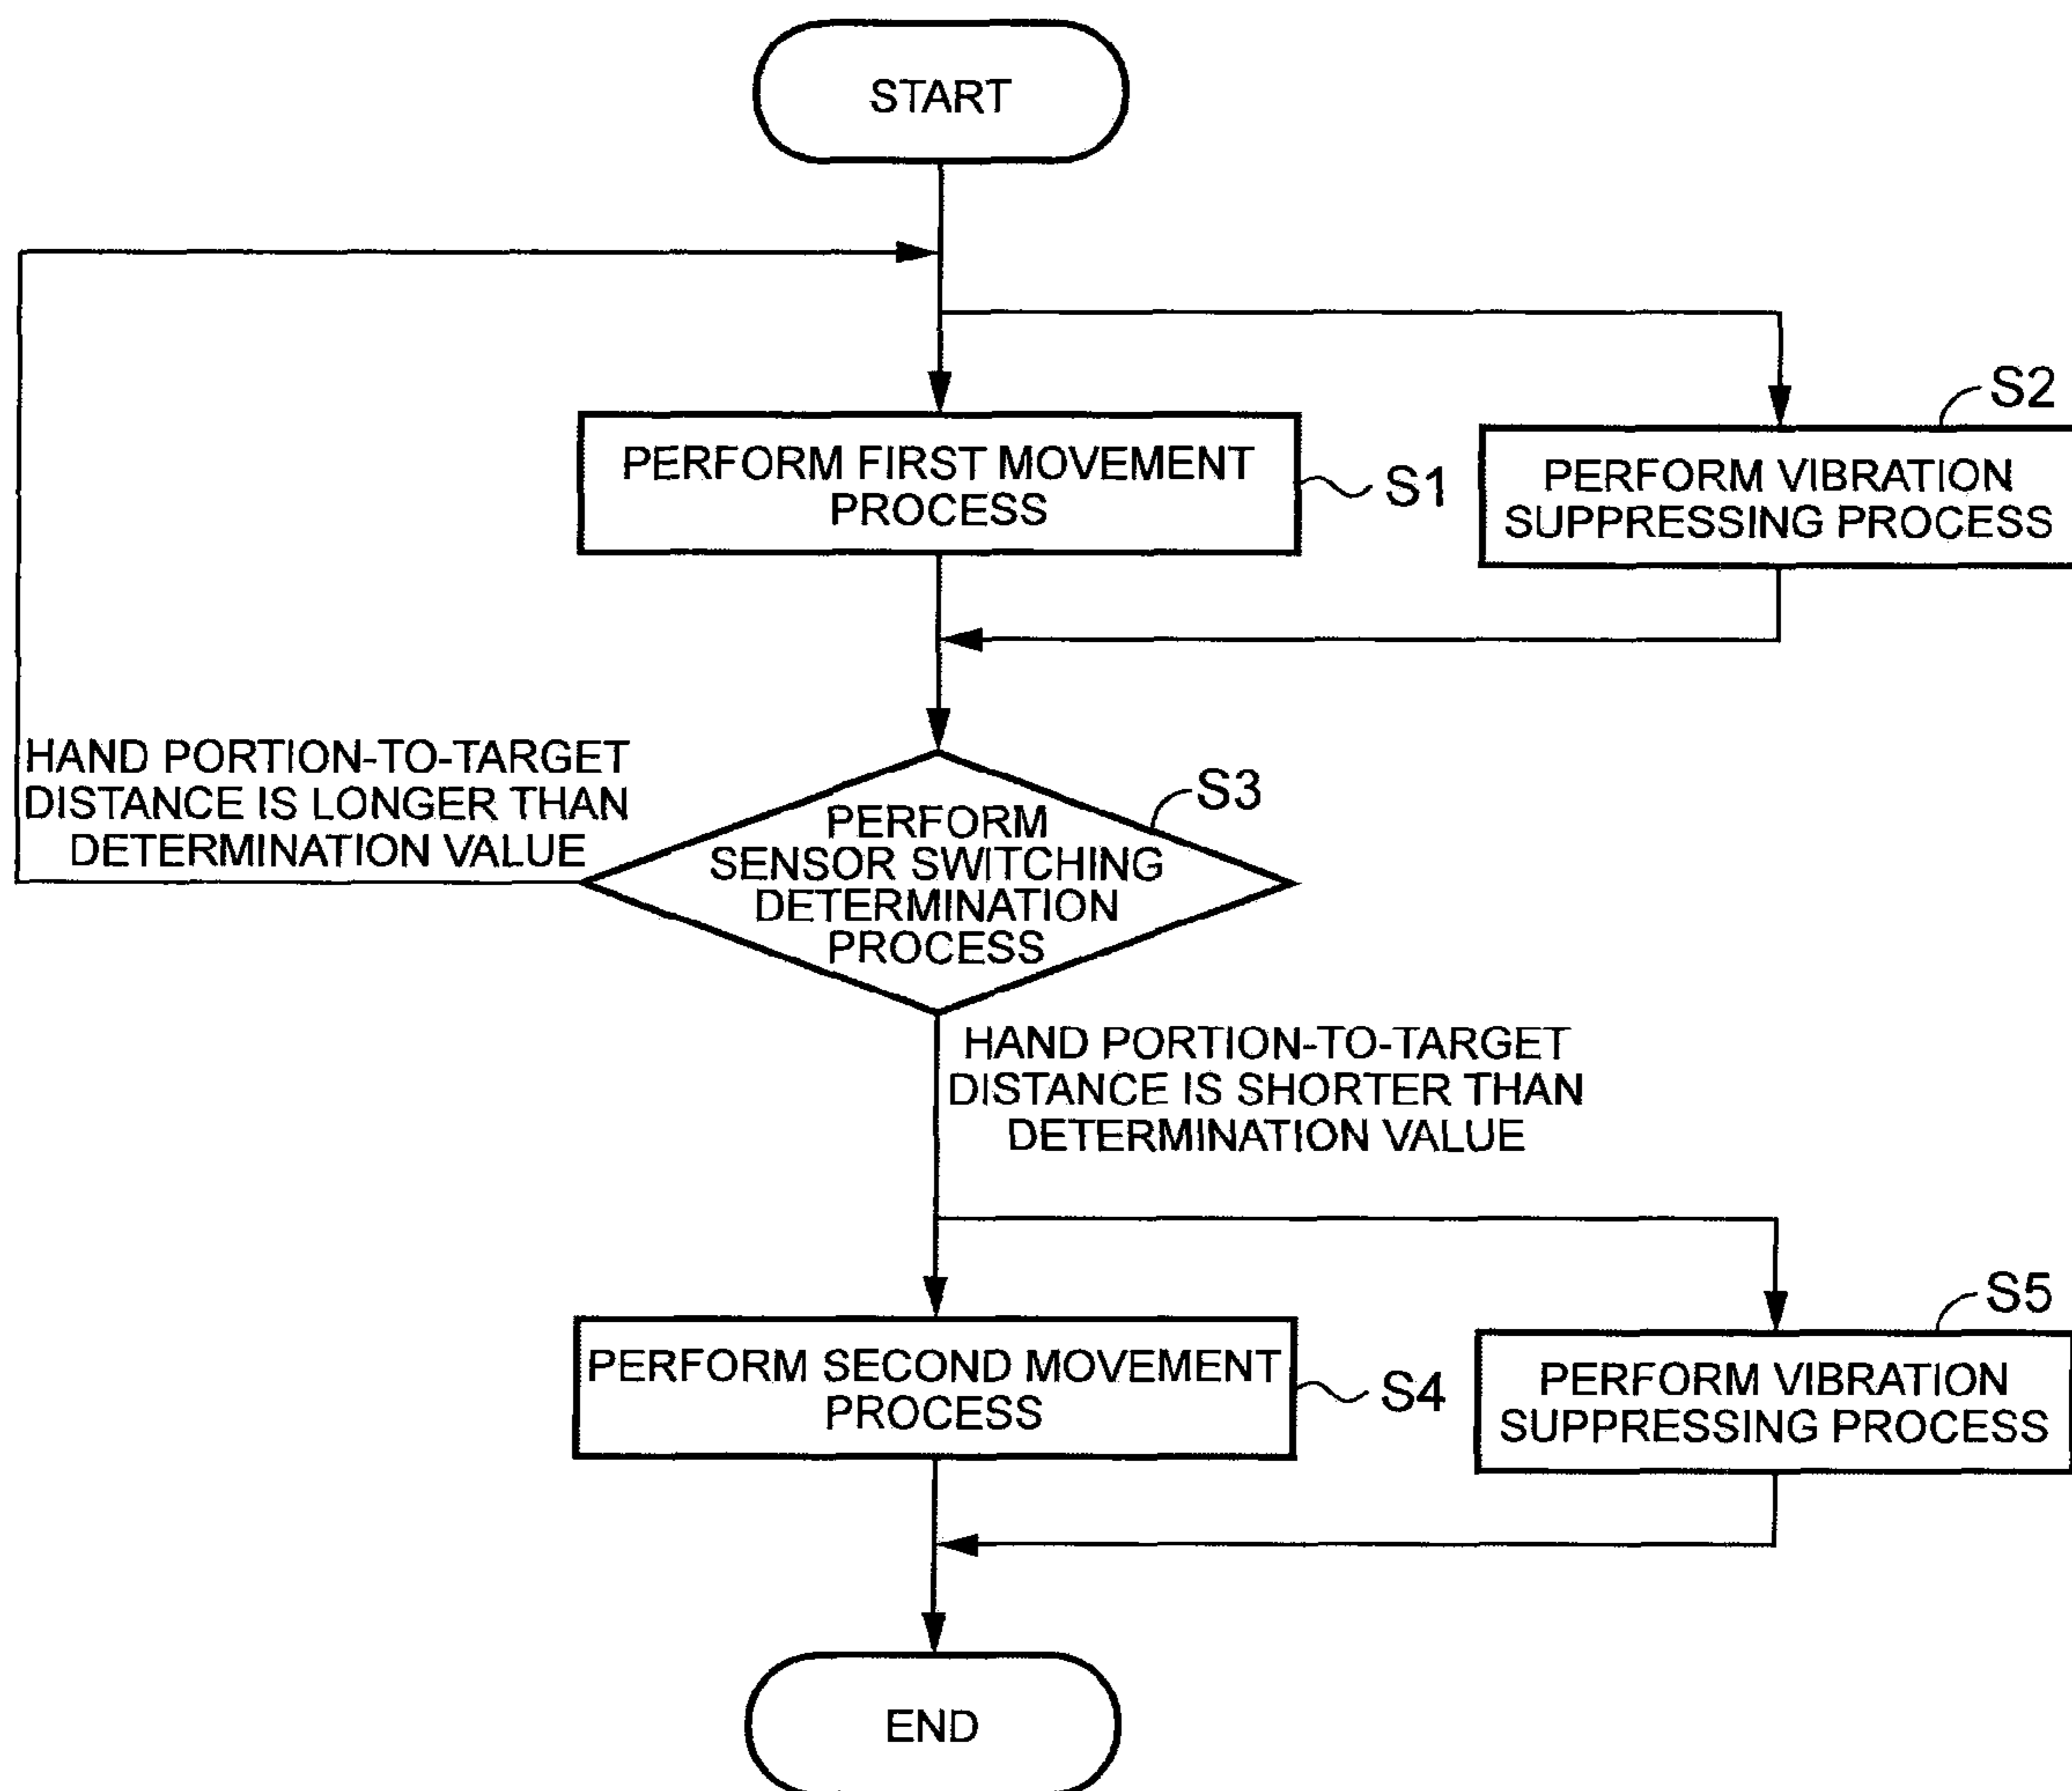 START
PERFORM FIRST MOVEMENT
PROCESS
S1
S2
PERFORM VIBRATION
SUPPRESSING PROCESS
HAND PORTION-TO-TARGET
DISTANCE IS LONGER THAN
DETERMINATION VALUE
S3
PERFORM
SENSOR SWITCHING
DETERMINATION
PROCESS
HAND PORTION-TO-TARGET
DISTANCE IS SHORTER THAN
DETERMINATION VALUE
PERFORM SECOND MOVEMENT
PROCESS
S4
S5
PERFORM VIBRATION
SUPPRESSING PROCESS
END